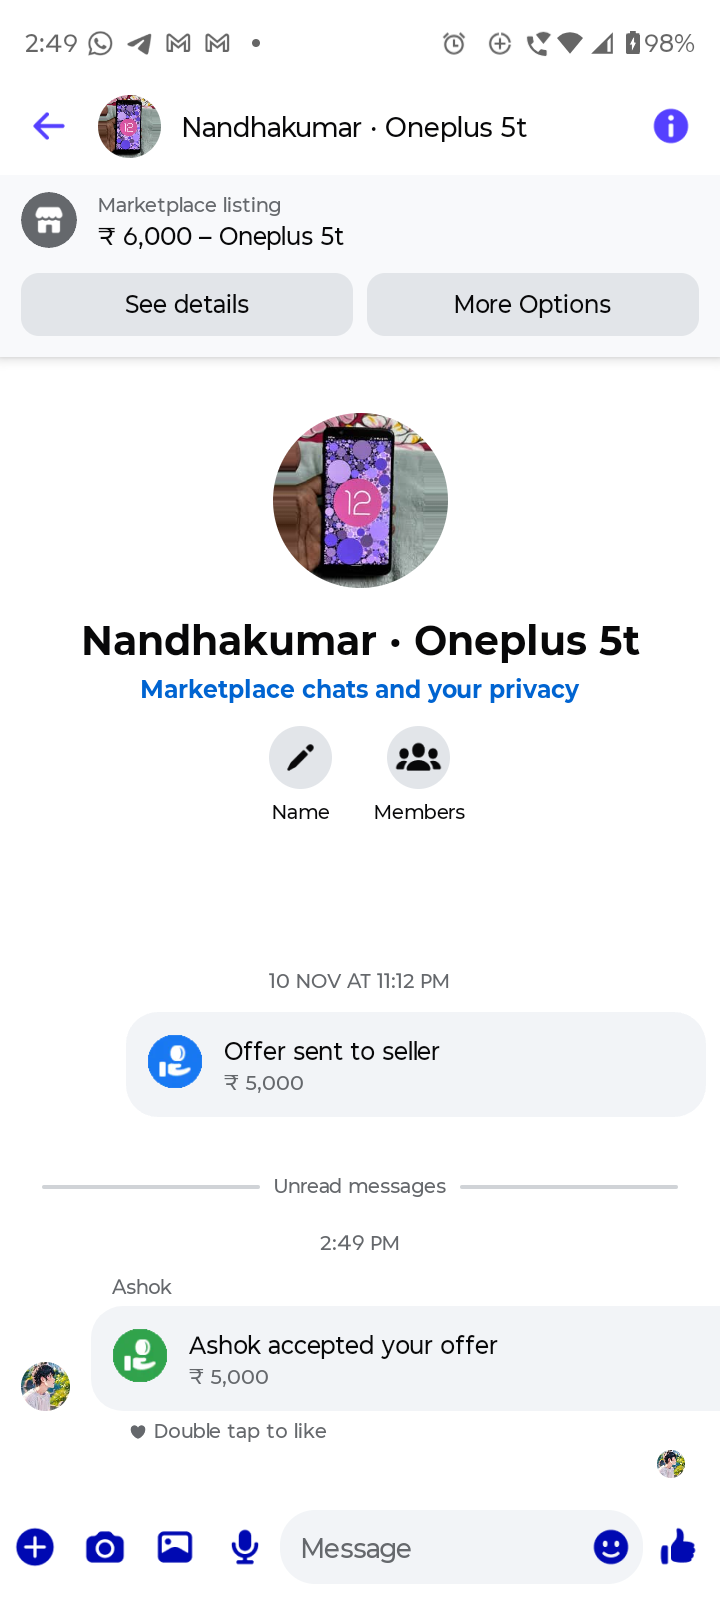 2:49
98%
Nandhakumar · Oneplus 5t
Marketplace listing
₹ 6,000 – Oneplus 5t
See details
More Options
12
Nandhakumar · Oneplus 5t
Marketplace chats and your privacy
Name
Members
10 NOV AT 11:12 PM
Offer sent to seller
₹ 5,000
Unread messages
2:49 PM
Ashok
Ashok accepted your offer
₹ 5,000
Double tap to like
Message